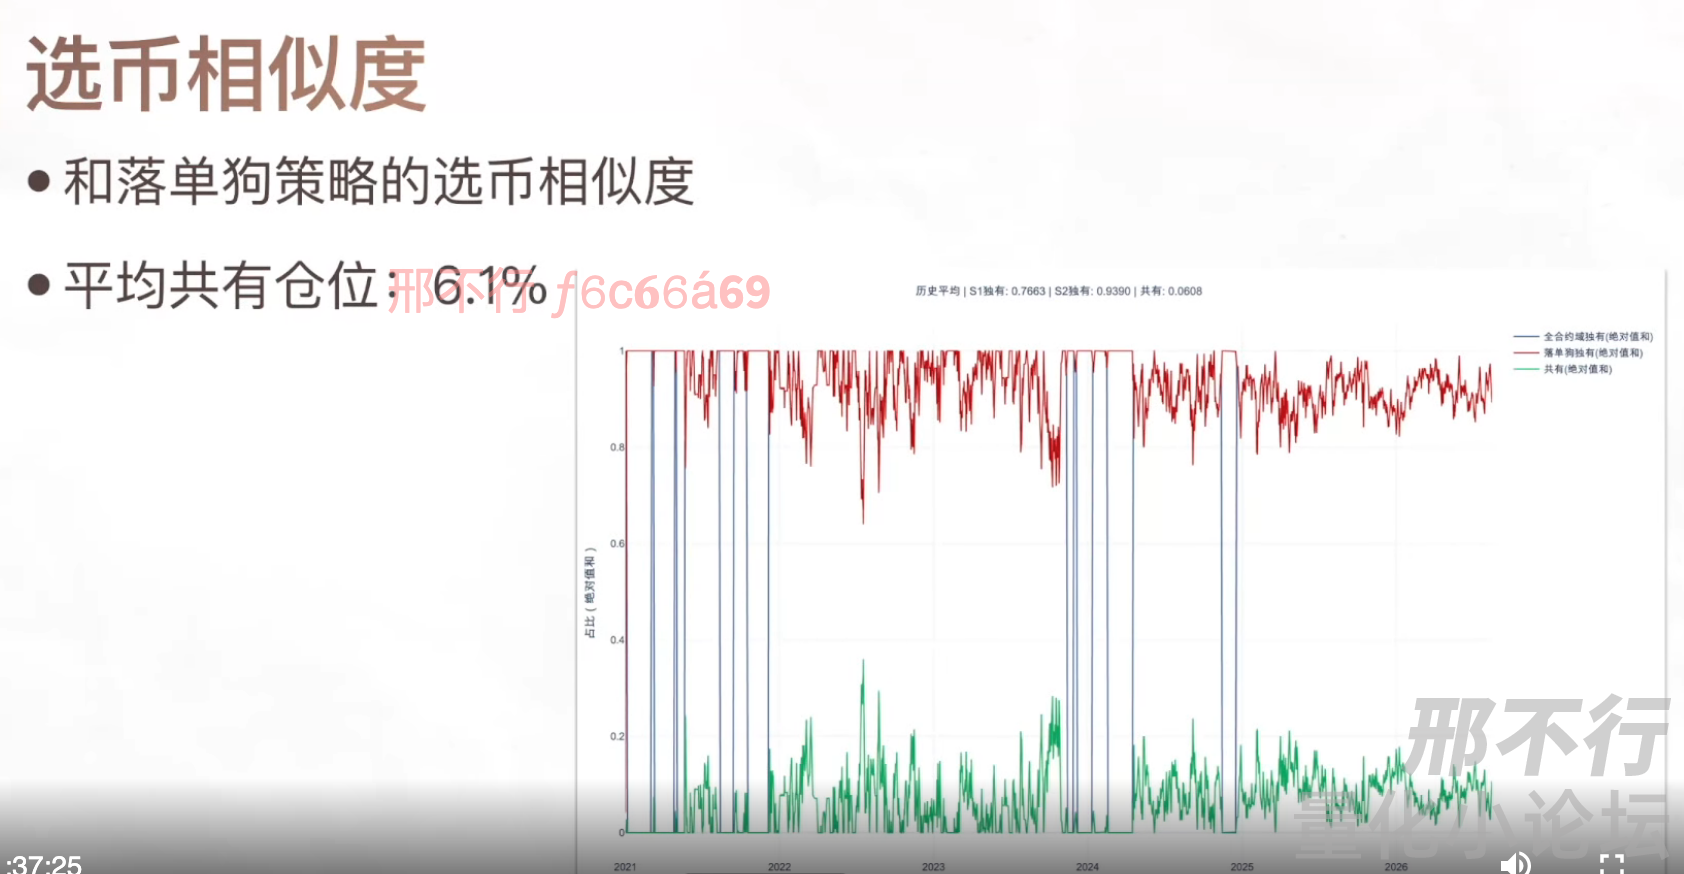 选币相似度
• 和落单狗策略的选币相似度
• 平均共有仓位：6.1%
邢不行 f6c66á69
历史平均 | S1独有: 0.7663 | S2独有: 0.9390 | 共有: 0.0608
全合约域独有(绝对值和)
落单狗独有(绝对值和)
共有(绝对值和)
占比（绝对值和）
1
0.8
0.6
0.4
0.2
0
2021 2022 2023 2024 2025 2026
邢不行
量化小论坛
:37:25